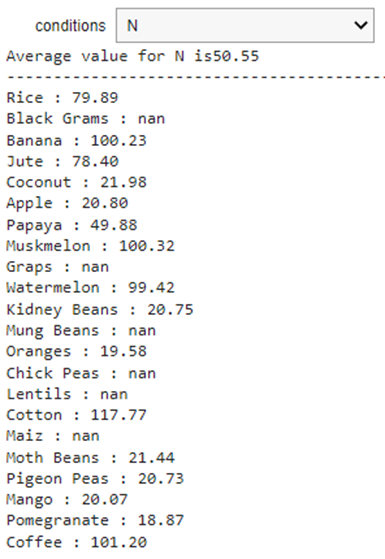 conditions N
Average value for N is50.55
-----------------------------------------
Rice : 79.89
Black Grams : nan
Banana : 100.23
Jute : 78.40
Coconut : 21.98
Apple : 20.80
Papaya : 49.88
Muskmelon : 100.32
Graps : nan
Watermelon : 99.42
Kidney Beans : 20.75
Mung Beans : nan
Oranges : 19.58
Chick Peas : nan
Lentils : nan
Cotton : 117.77
Maiz : nan
Moth Beans : 21.44
Pigeon Peas : 20.73
Mango : 20.07
Pomegranate : 18.87
Coffee : 101.20